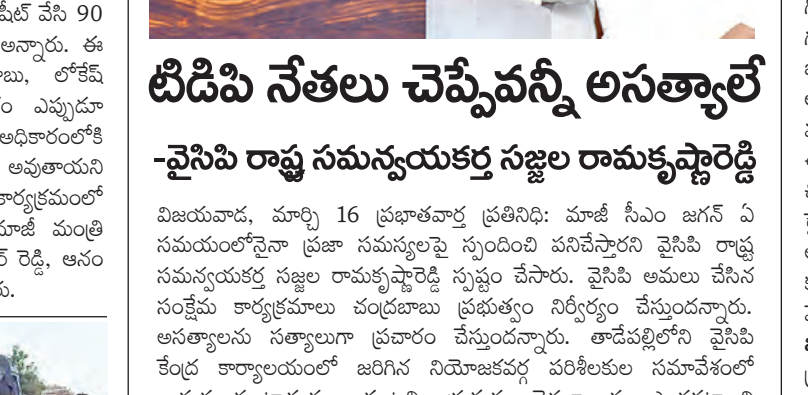 షీట్ వేసి 90
అన్నారు. ఈ
లోకేష్
ఎప్పుడూ
అధికారంలోకి
అవుతాయని
కార్యక్రమంలో
మాజీ మంత్రి
రెడ్డి, ఆనం
టిడిపి నేతలు చెప్పేవన్నీ అసత్యాలే
-వైసిపి రాష్ట్ర సమన్వయకర్త సజ్జల రామకృష్ణారెడ్డి
విజయవాడ, మార్చి 16 ప్రభాతవార్త ప్రతినిధి: మాజీ సీఎం జగన్ ఏ
సమయంలోనైనా ప్రజా సమస్యలపై స్పందించి పనిచేస్తారని వైసిపి రాష్ట్ర
సమన్వయకర్త సజ్జల రామకృష్ణారెడ్డి స్పష్టం చేసారు. వైసిపి అమలు చేసిన
సంక్షేమ కార్యక్రమాలు చంద్రబాబు ప్రభుత్వం నిర్వీర్యం చేస్తుందన్నారు.
అసత్యాలను సత్యాలుగా ప్రచారం చేస్తుందన్నారు. తాడేపల్లిలోని వైసిపి
కేంద్ర కార్యాలయంలో జరిగిన నియోజకవర్గ పరిశీలకుల సమావేశంలో